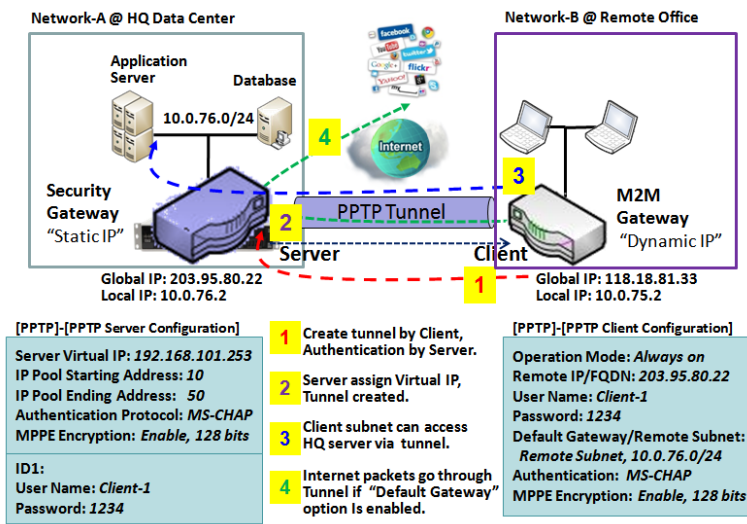 Network-A @ HQ Data Center
Network-B @ Remote Office
Application
Server
Database
10.0.76.0/24
facebook
YouTube
twitter
Google+
flickr
YAHOO!
my
Internet
4
3
Security
Gateway
"Static IP"
PPTP Tunnel
2
Server
Client
M2M
Gateway
"Dynamic IP"
1
Global IP: 203.95.80.22
Local IP: 10.0.76.2
Global IP: 118.18.81.33
Local IP: 10.0.75.2
[PPTP]-[PPTP Server Configuration]
Server Virtual IP: 192.168.101.253
IP Pool Starting Address: 10
IP Pool Ending Address: 50
Authentication Protocol: MS-CHAP
MPPE Encryption: Enable, 128 bits
ID1:
User Name: Client-1
Password: 1234
1
Create tunnel by Client,
Authentication by Server.
2
Server assign Virtual IP,
Tunnel created.
3
Client subnet can access
HQ server via tunnel.
4
Internet packets go through
Tunnel if "Default Gateway"
option Is enabled.
[PPTP]-[PPTP Client Configuration]
Operation Mode: Always on
Remote IP/FQDN: 203.95.80.22
User Name: Client-1
Password: 1234
Default Gateway/Remote Subnet:
Remote Subnet, 10.0.76.0/24
Authentication: MS-CHAP
MPPE Encryption: Enable, 128 bits